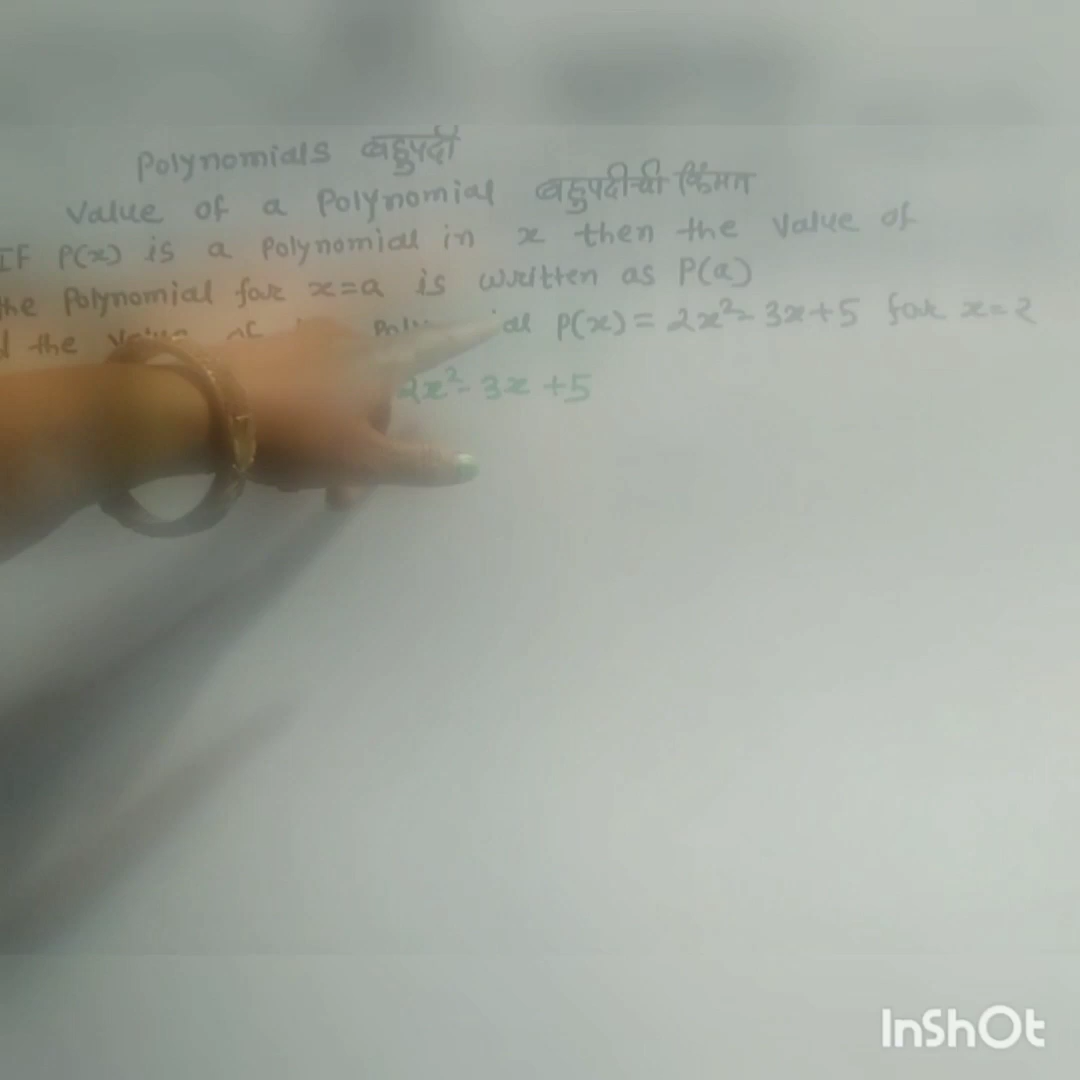 Polynomials बहुपदी
Value of a Polynomial बहुपदीची किंमत
IF P(x) is a Polynomial in x then the value of
the Polynomial for x=a is written as P(a)
the P(x) = 2x²- 3x+5 for x=2
2x²- 3x +5
InShOt